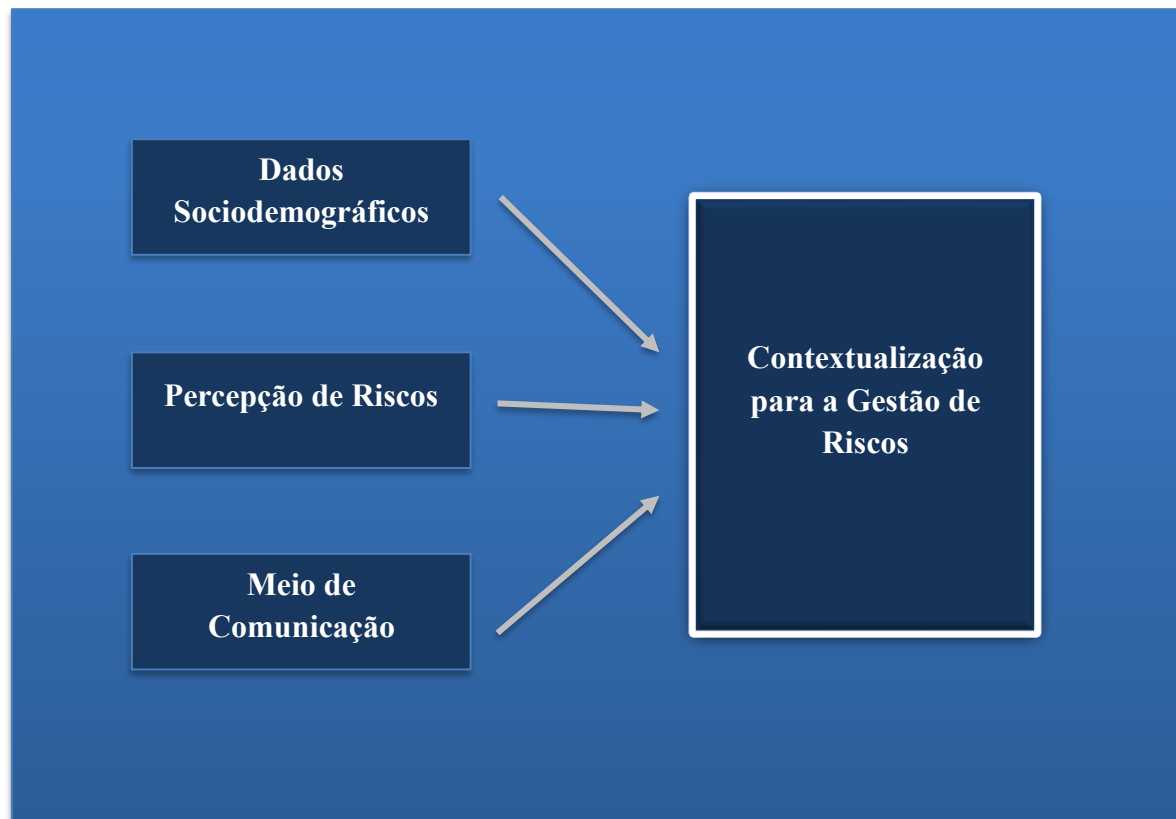 Dados
Sociodemográficos
Percepção de Riscos
Meio de
Comunicação
Contextualização
para a Gestão de
Riscos